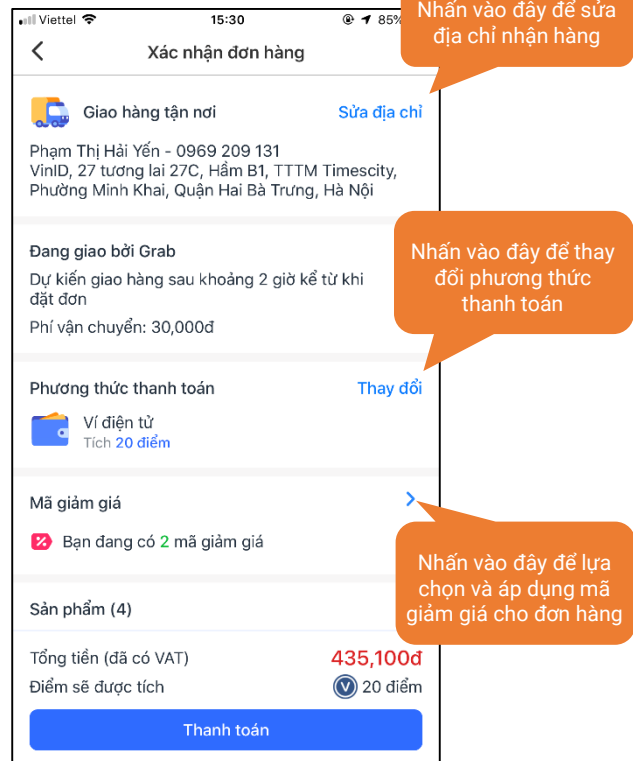 Viettel 15:30 85%
Nhấn vào đây để sửa
địa chỉ nhận hàng
Xác nhận đơn hàng
Giao hàng tận nơi Sửa địa chỉ
Phạm Thị Hải Yến - 0969 209 131
VinID, 27 tương lai 27C, Hầm B1, TTTM Timescity,
Phường Minh Khai, Quận Hai Bà Trưng, Hà Nội
Đang giao bởi Grab
Dự kiến giao hàng sau khoảng 2 giờ kể từ khi
đặt đơn
Phí vận chuyển: 30,000đ
Nhấn vào đây để thay
đổi phương thức
thanh toán
Phương thức thanh toán Thay đổi
Ví điện tử
Tích 20 điểm
Mã giảm giá
Bạn đang có 2 mã giảm giá
Nhấn vào đây để lựa
chọn và áp dụng mã
giảm giá cho đơn hàng
Sản phẩm (4)
Tổng tiền (đã có VAT) 435,100đ
Điểm sẽ được tích V 20 điểm
Thanh toán